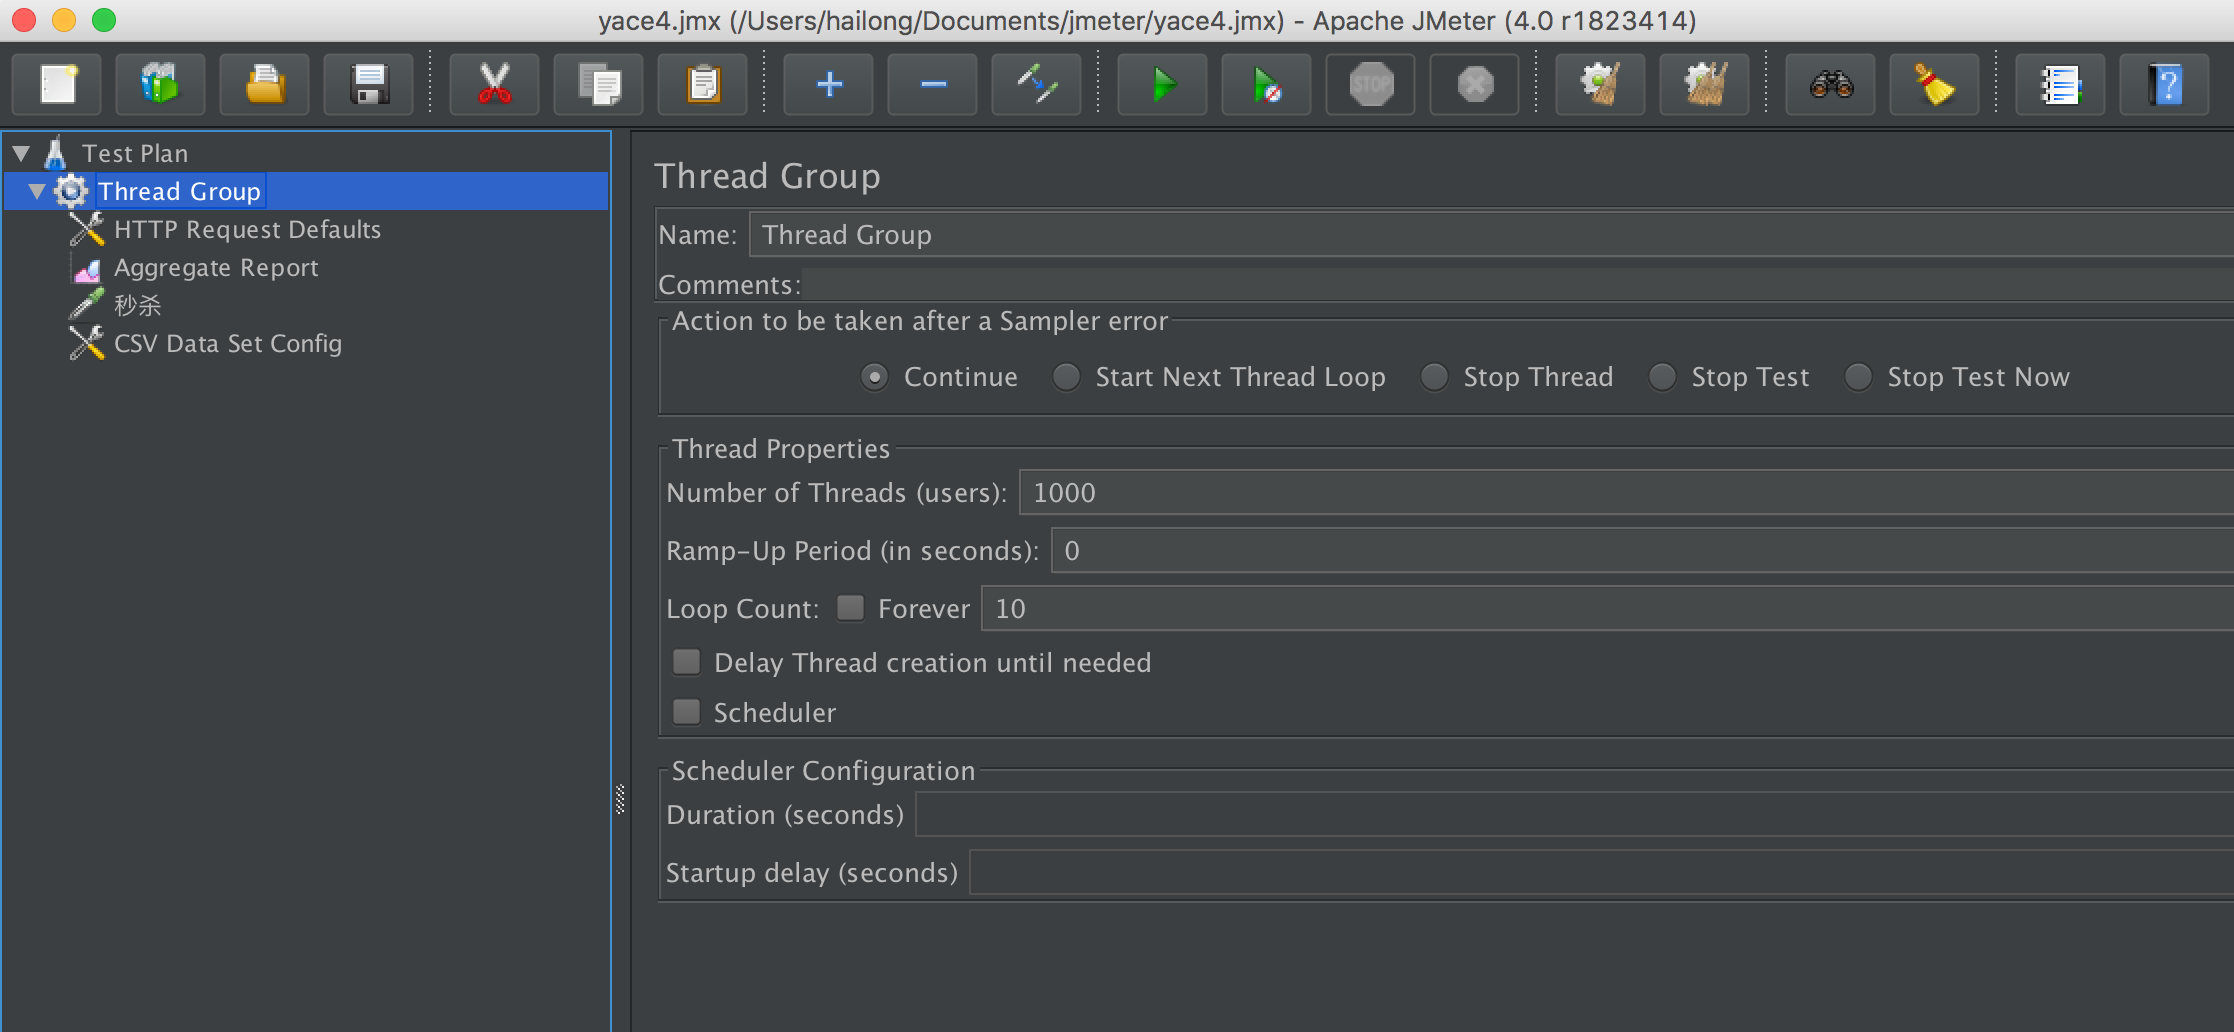 yace4.jmx (/Users/hailong/Documents/jmeter/yace4.jmx) - Apache JMeter (4.0 r1823414)
STOP
Test Plan
Thread Group
HTTP Request Defaults
Aggregate Report
秒杀
CSV Data Set Config
Thread Group
Name: Thread Group
Comments:
Action to be taken after a Sampler error
Continue Start Next Thread Loop Stop Thread Stop Test Stop Test Now
Thread Properties
Number of Threads (users): 1000
Ramp-Up Period (in seconds): 0
Loop Count: Forever 10
Delay Thread creation until needed
Scheduler
Scheduler Configuration
Duration (seconds)
Startup delay (seconds)